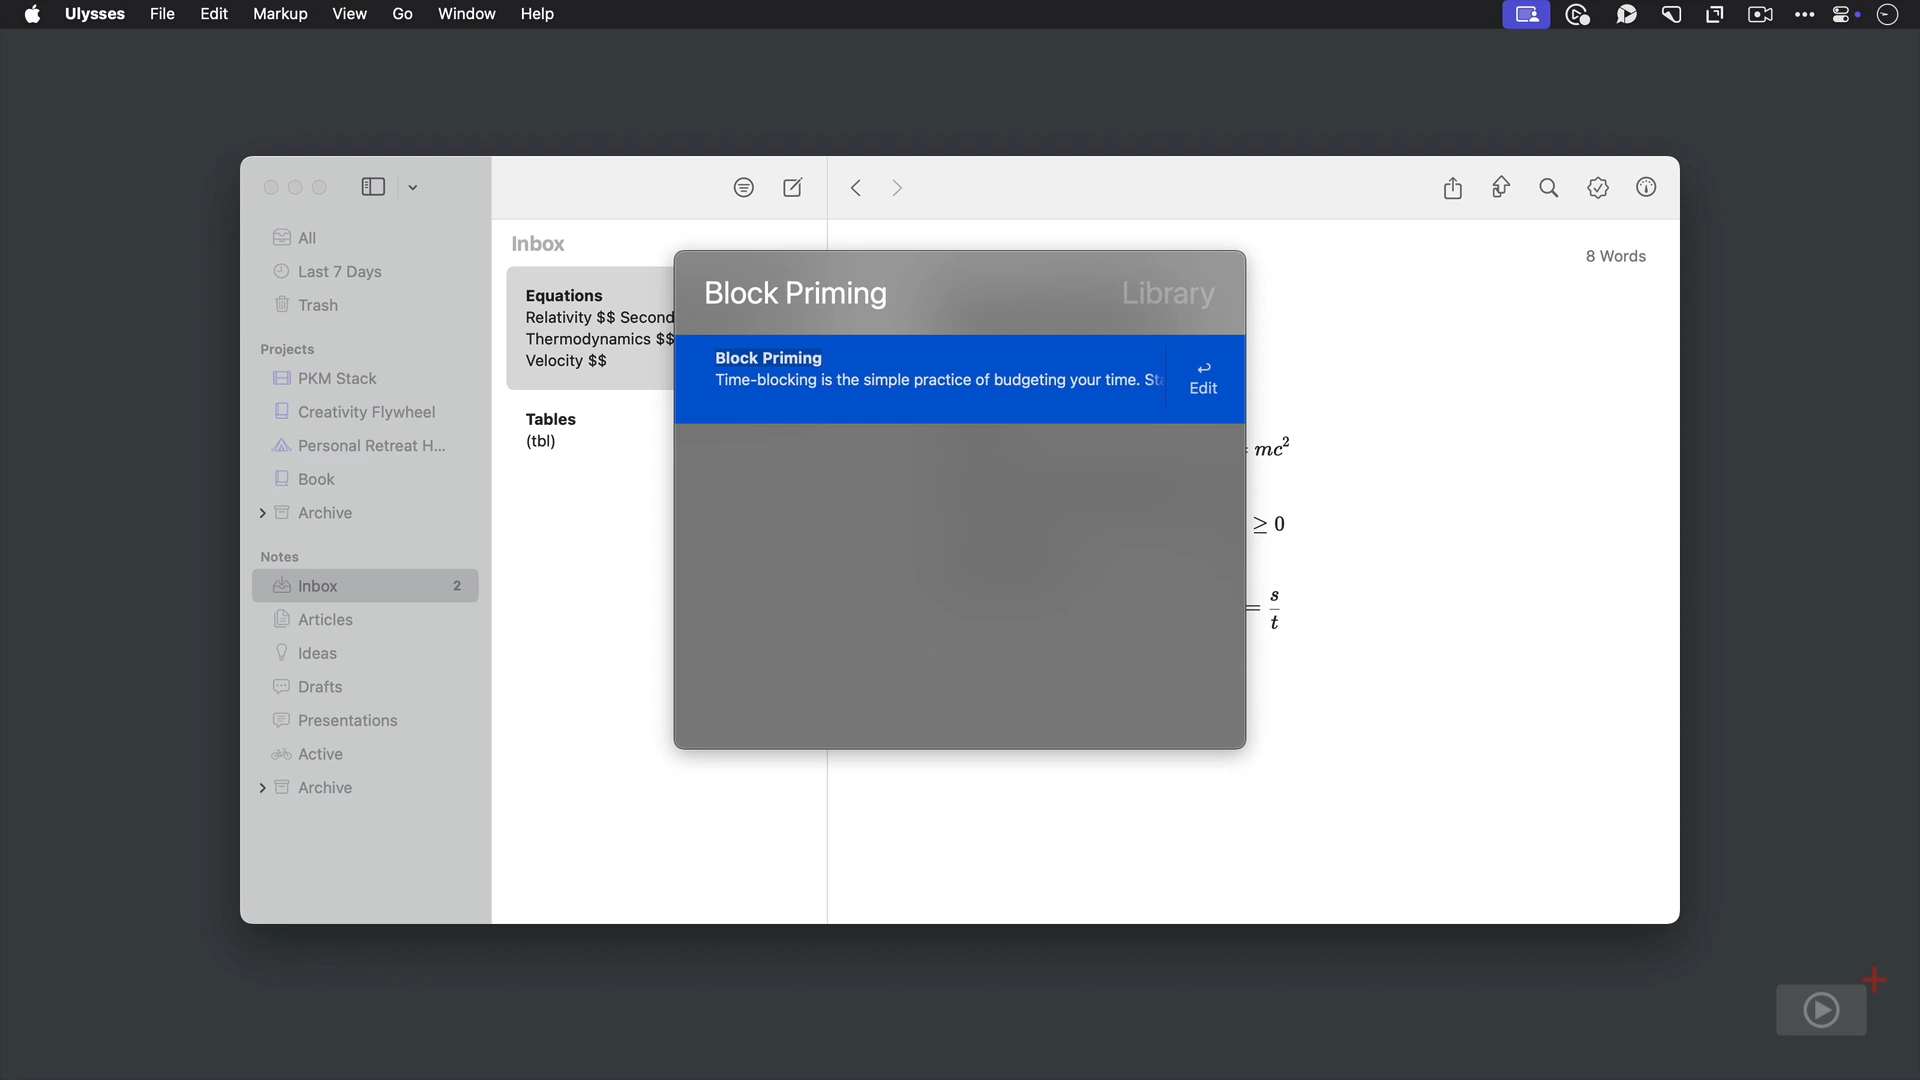 Ulysses File Edit Markup View Go Window Help
All
Last 7 Days
Trash
Projects
PKM Stack
Creativity Flywheel
Personal Retreat H...
Book
Archive
Notes
Inbox 2
Articles
Ideas
Drafts
Presentations
Active
Archive
Inbox
Equations
Relativity $$ Second
Thermodynamics $$
Velocity $$
Tables
(tbl)
Block Priming Library
Block Priming
Time-blocking is the simple practice of budgeting your time.
Edit
8 Words
= mc²
≥ 0
= s/t